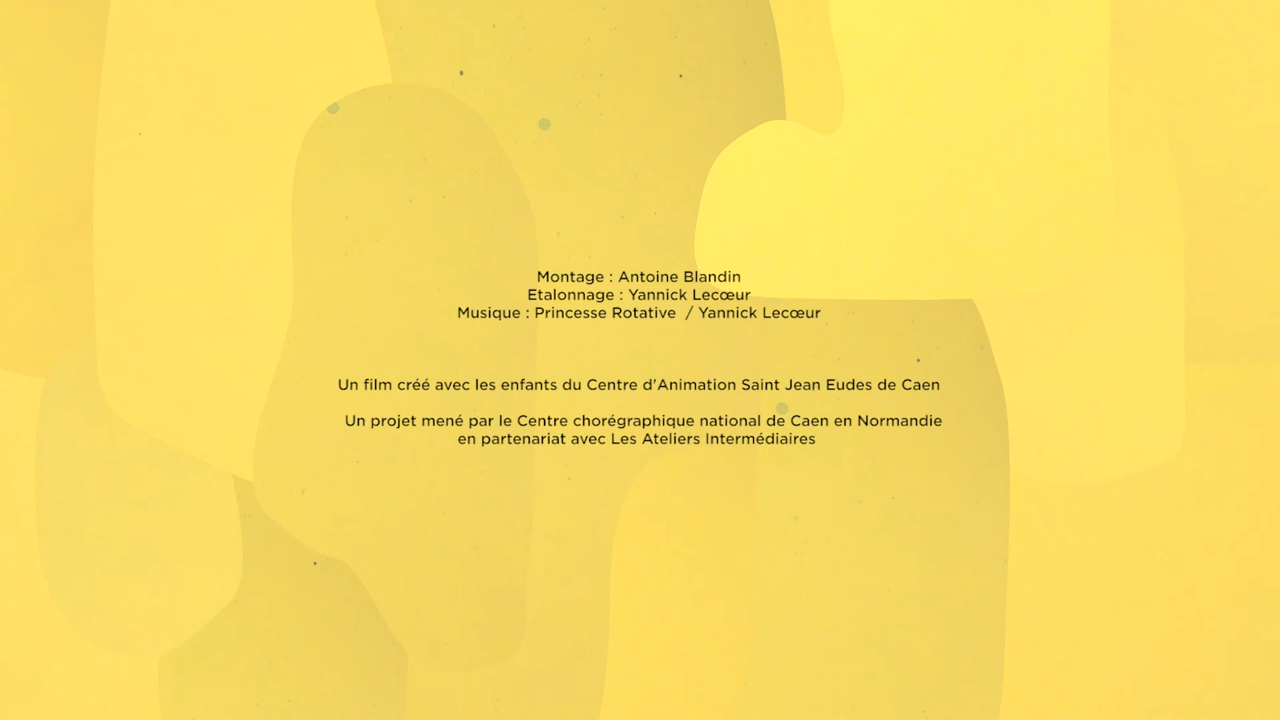 Montage : Antoine Blandin
Etalonnage : Yannick Lecœur
Musique : Princesse Rotative / Yannick Lecœur
Un film créé avec les enfants du Centre d'Animation Saint Jean Eudes de Caen
Un projet mené par le Centre chorégraphique national de Caen en Normandie
en partenariat avec Les Ateliers Intermédiaires